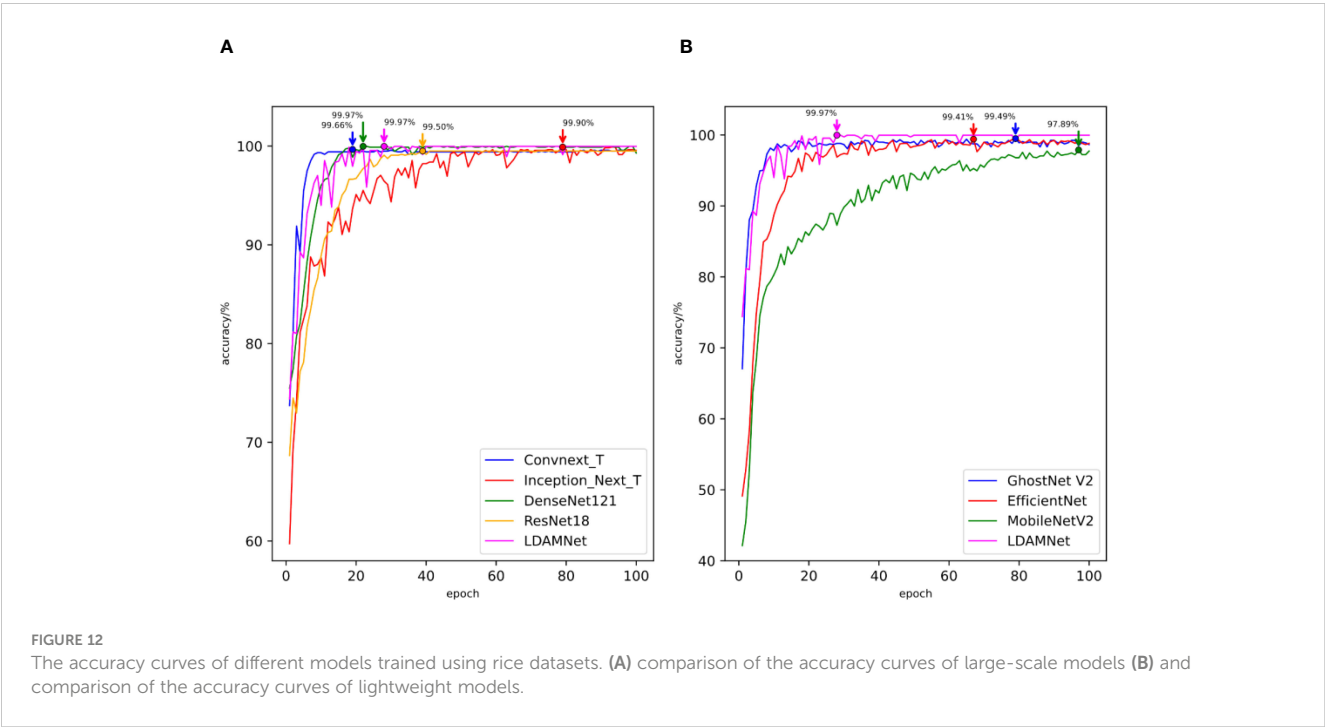 A
B
99.97%
99.66%
99.97%
99.50%
99.90%
100
90
80
70
60
accuracy/%
0
20
40
60
80
100
epoch
Convnext_T
Inception_Next_T
DenseNet121
ResNet18
LDAMNet
99.97%
99.41%
99.49%
97.89%
100
90
80
70
60
50
40
accuracy/%
0
20
40
60
80
100
epoch
GhostNet V2
EfficientNet
MobileNetV2
LDAMNet
FIGURE 12
The accuracy curves of different models trained using rice datasets. (A) comparison of the accuracy curves of large-scale models (B) and
comparison of the accuracy curves of lightweight models.